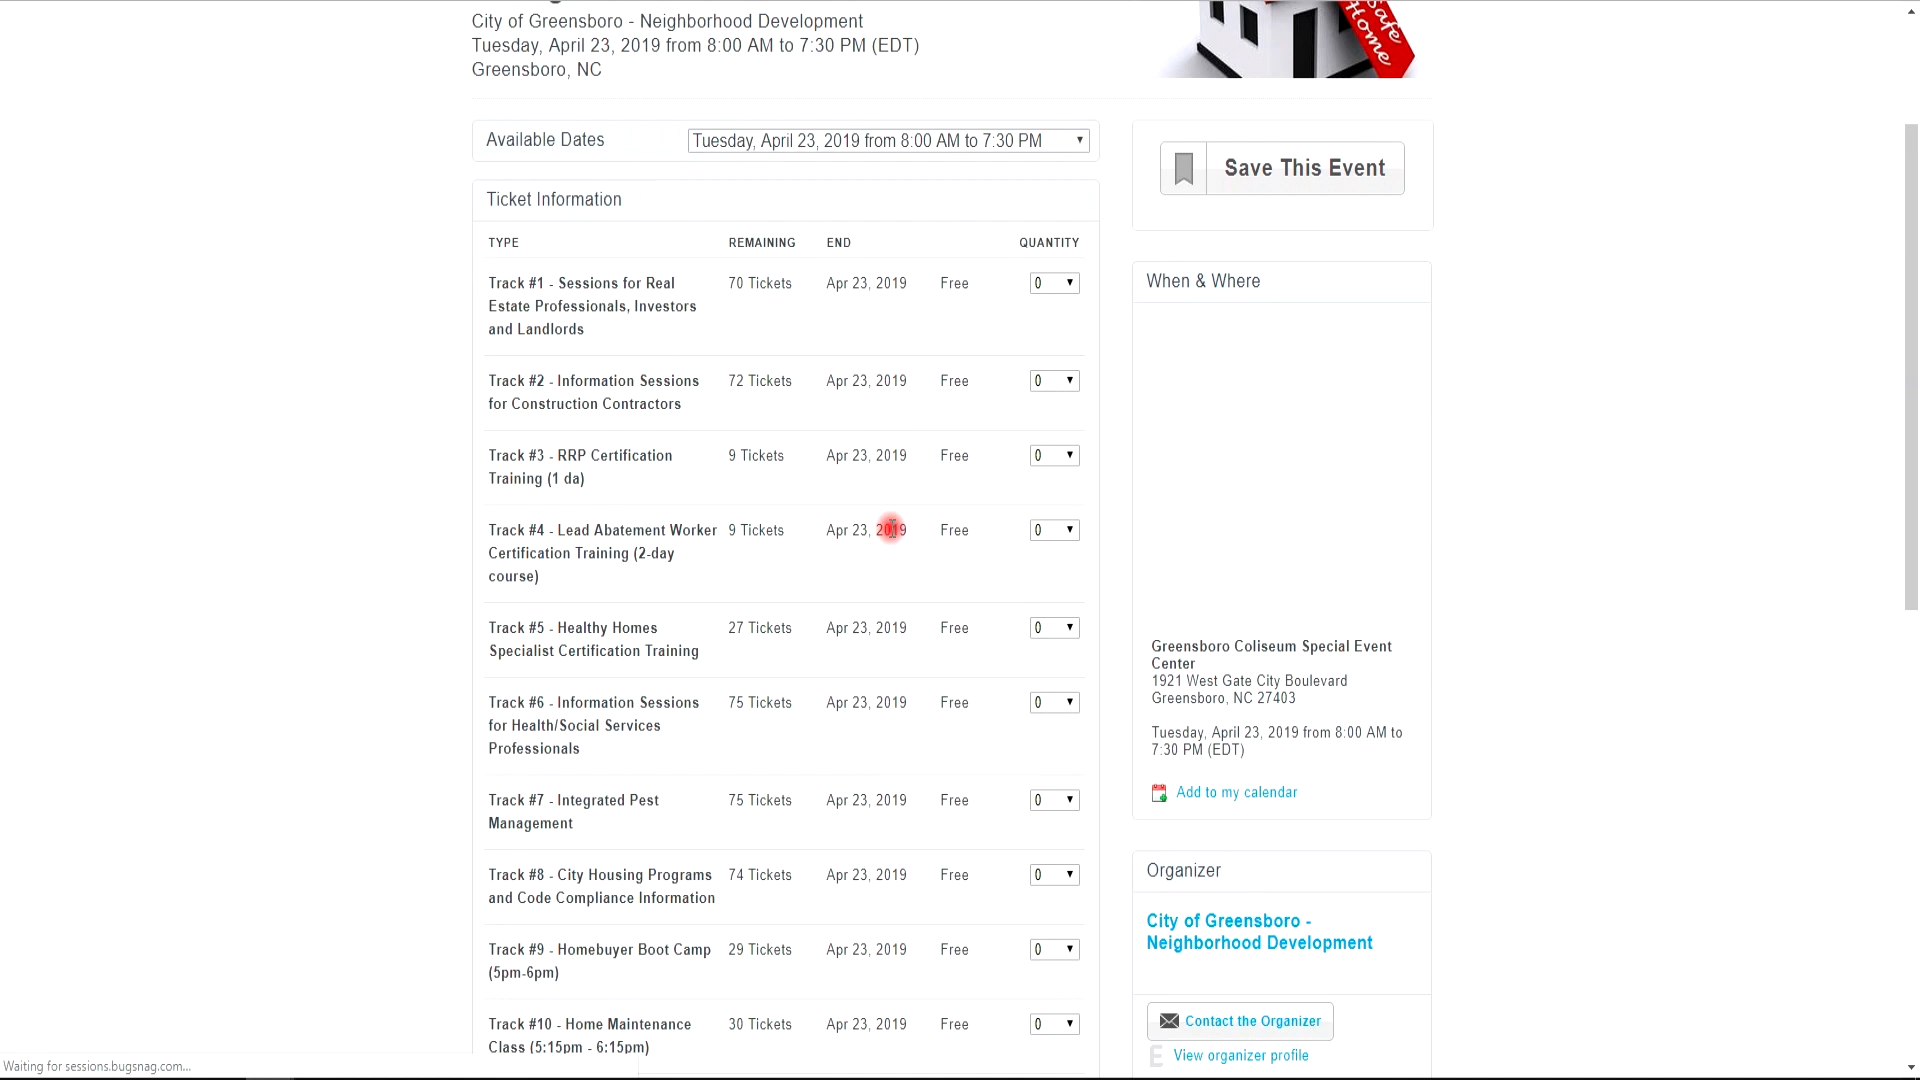 City of Greensboro - Neighborhood Development
Tuesday, April 23, 2019 from 8:00 AM to 7:30 PM (EDT)
Greensboro, NC
Safe
Home
Available Dates
Tuesday, April 23, 2019 from 8:00 AM to 7:30 PM
Save This Event
Ticket Information
TYPE REMAINING END QUANTITY
Track #1 - Sessions for Real 70 Tickets Apr 23, 2019 Free 0
Estate Professionals, Investors
and Landlords
Track #2 - Information Sessions 72 Tickets Apr 23, 2019 Free 0
for Construction Contractors
Track #3 - RRP Certification 9 Tickets Apr 23, 2019 Free 0
Training (1 da)
Track #4 - Lead Abatement Worker 9 Tickets Apr 23, 2019 Free 0
Certification Training (2-day
course)
Track #5 - Healthy Homes 27 Tickets Apr 23, 2019 Free 0
Specialist Certification Training
Track #6 - Information Sessions 75 Tickets Apr 23, 2019 Free 0
for Health/Social Services
Professionals
Track #7 - Integrated Pest 75 Tickets Apr 23, 2019 Free 0
Management
Track #8 - City Housing Programs 74 Tickets Apr 23, 2019 Free 0
and Code Compliance Information
Track #9 - Homebuyer Boot Camp 29 Tickets Apr 23, 2019 Free 0
(5pm-6pm)
Track #10 - Home Maintenance 30 Tickets Apr 23, 2019 Free 0
Class (5:15pm - 6:15pm)
When & Where
Greensboro Coliseum Special Event
Center
1921 West Gate City Boulevard
Greensboro, NC 27403
Tuesday, April 23, 2019 from 8:00 AM to
7:30 PM (EDT)
Add to my calendar
Organizer
City of Greensboro -
Neighborhood Development
Contact the Organizer
View organizer profile
Waiting for sessions.bugsnag.com...